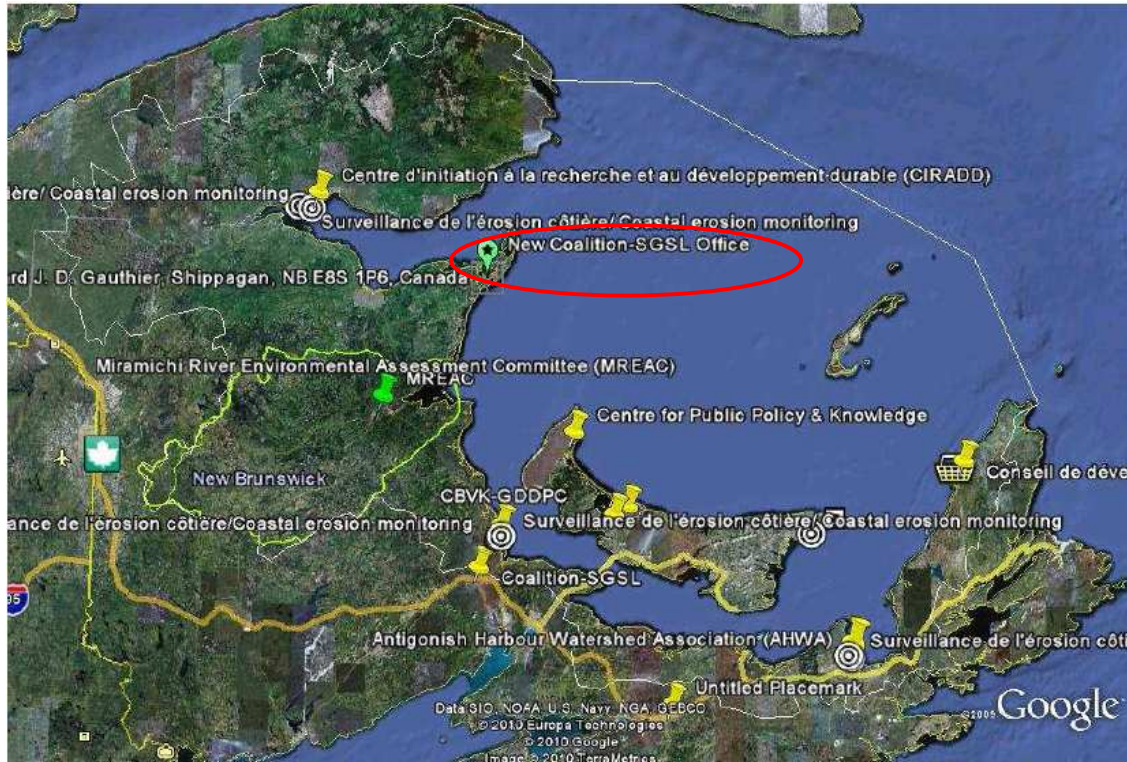 Centre d'initiation à la recherche et au développement durable (CIRADD)
ière/ Coastal erosion monitoring
Surveillance de l'érosion côtière/ Coastal erosion monitoring
New Coalition-SGSL Office
ard J. D. Gauthier, Shippagan, NB E8S 1P6, Canada
Miramichi River Environmental Assessment Committee (MREAC)
MREAC
Centre for Public Policy & Knowledge
New Brunswick
Conseil de déve
CBVK-GDDPC
ance de l'érosion côtière/Coastal erosion monitoring
Surveillance de l'érosion côtière/ Coastal erosion monitoring
Coalition-SGSL
95
Antigonish Harbour Watershed Association (AHWA)
Surveillance de l'érosion côti
Untitled Placemark
Data SIO, NOAA, U.S. Navy, NGA, GEBCO
© 2010 Europa Technologies
© 2010 Google
Image © 2010 TerraMetrics
©2009 Google